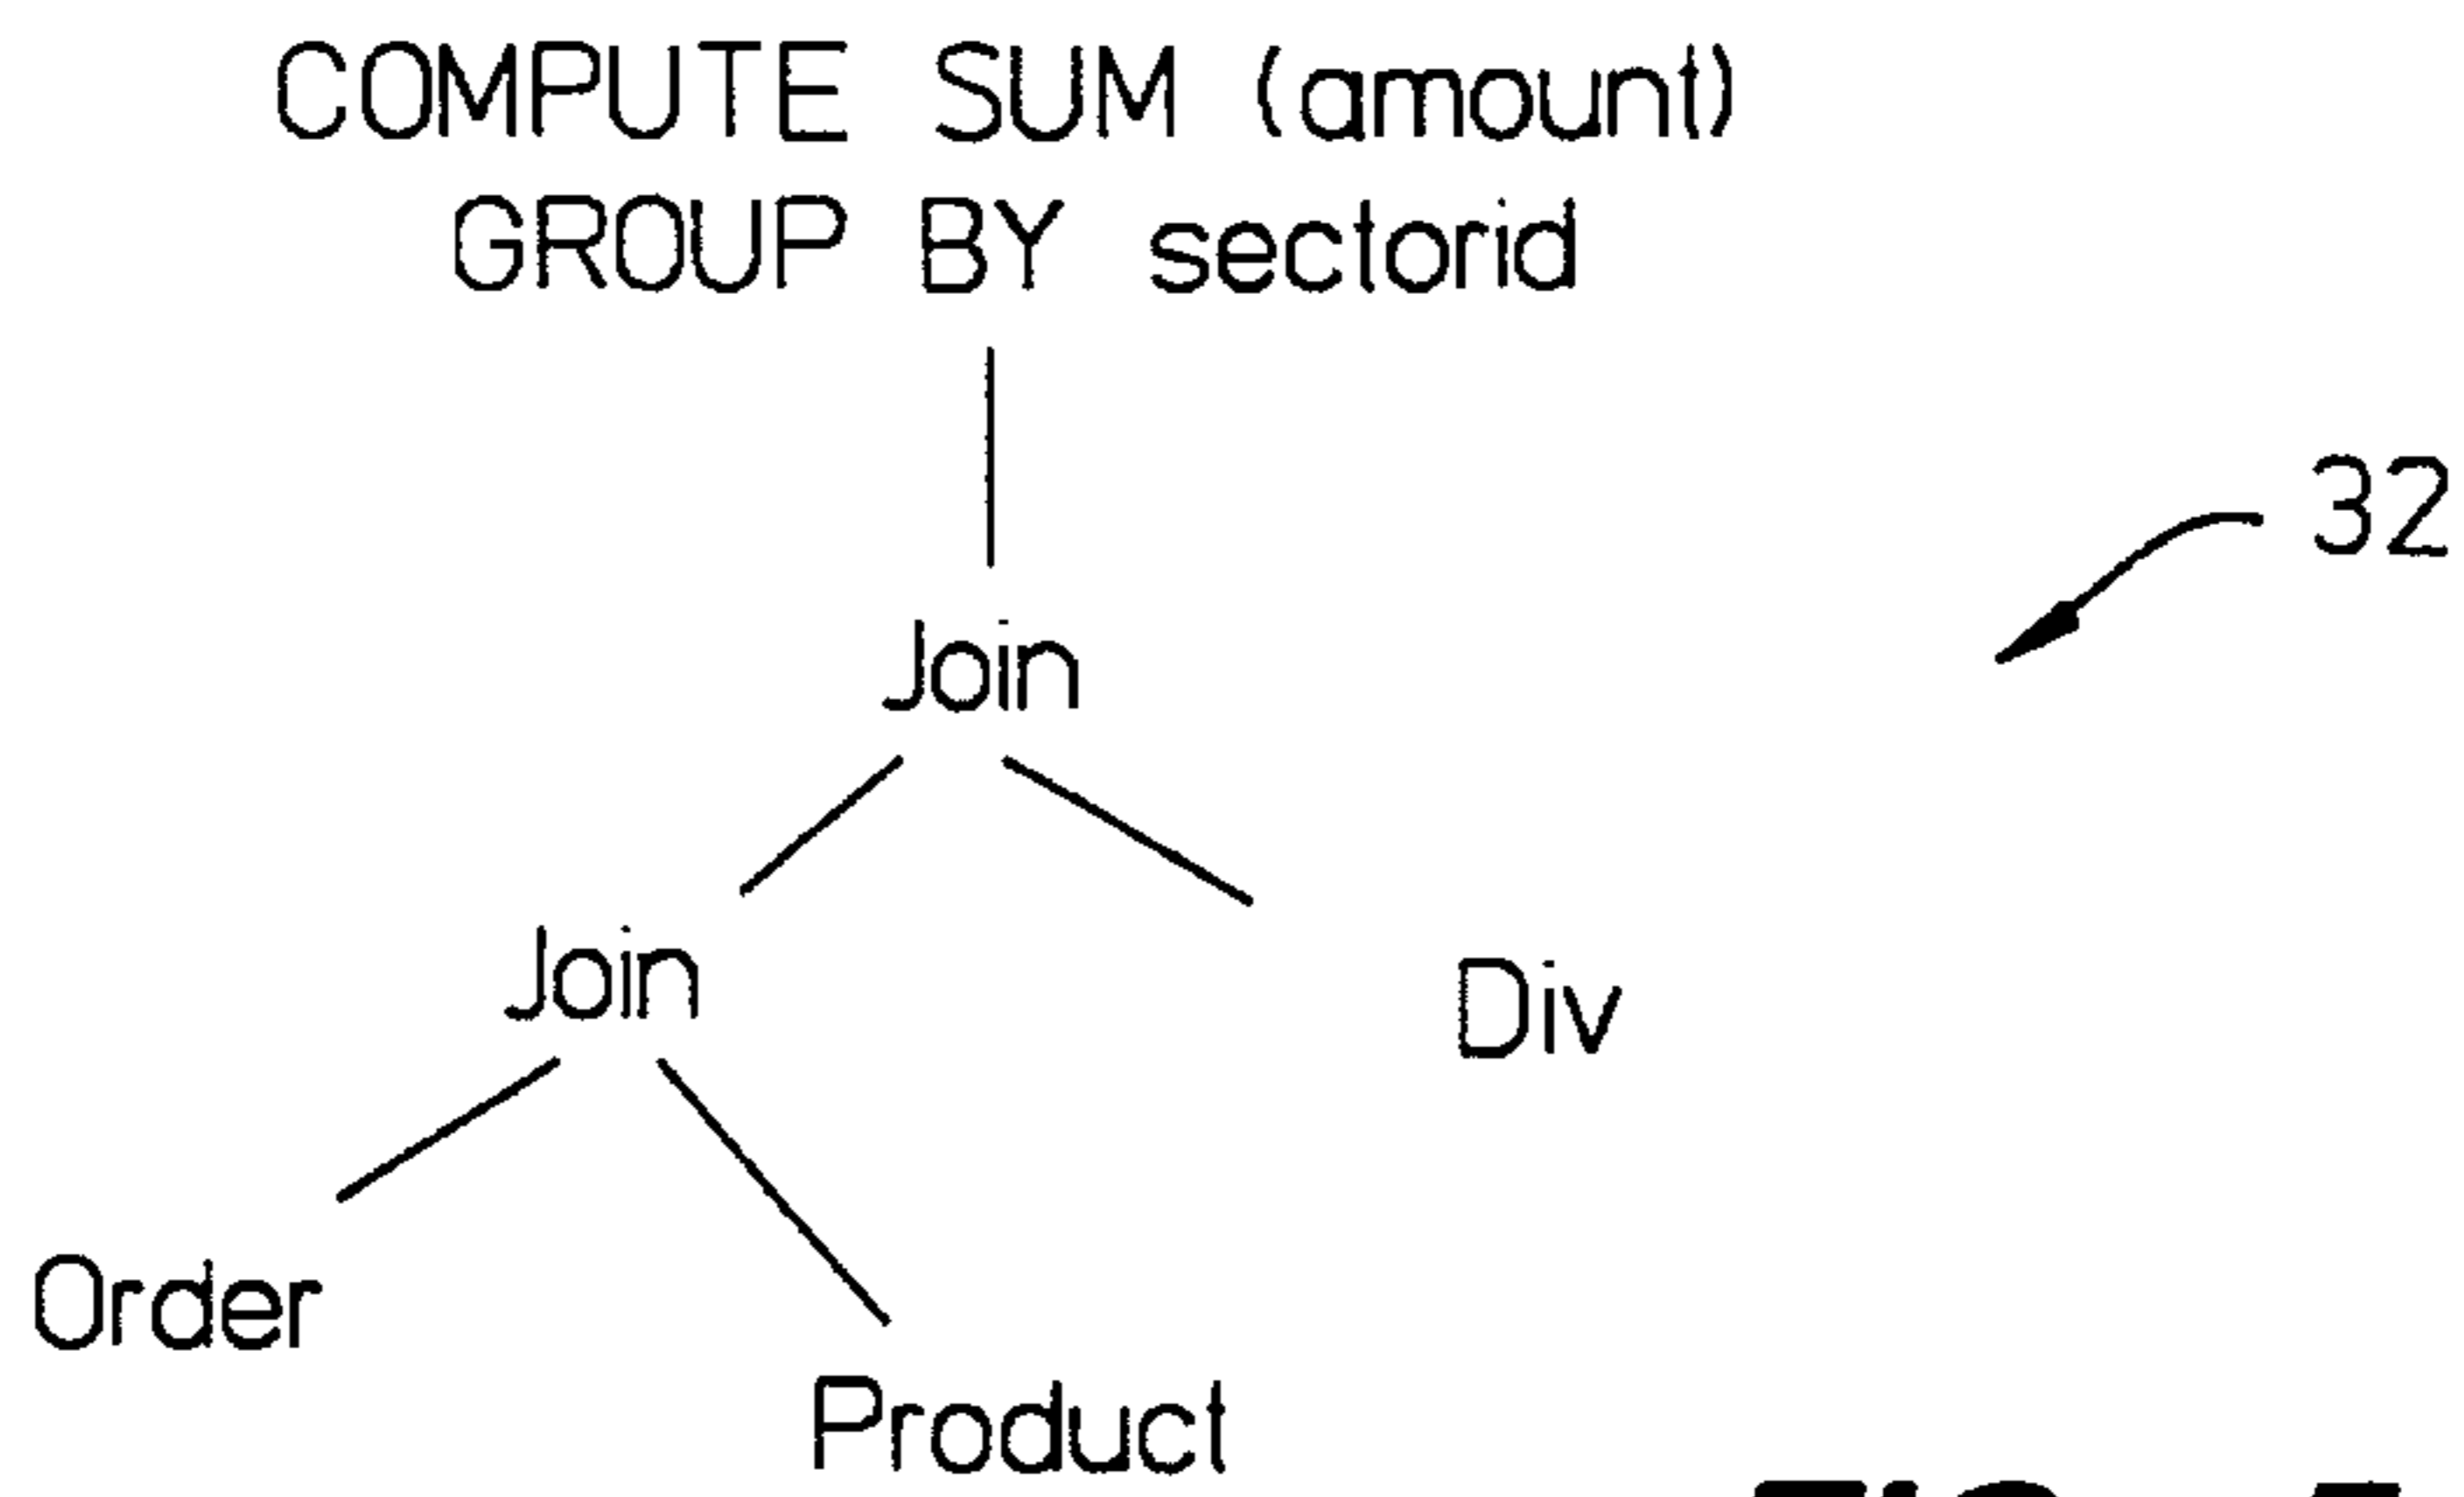 COMPUTE SUM (amount)
GROUP BY sectorid
32
Join
Join
Div
Order
Product